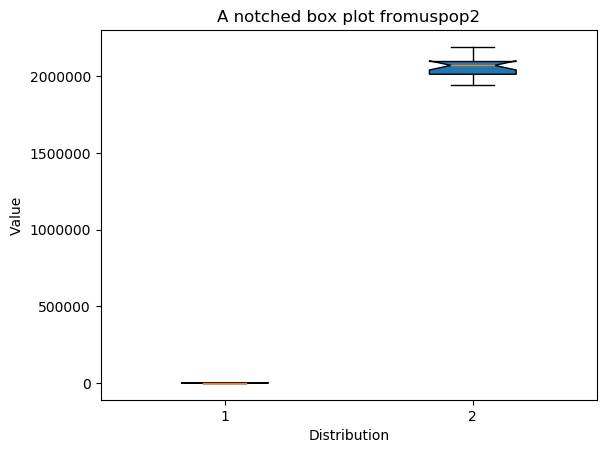 A notched box plot fromuspop2
2000000
1500000
1000000
500000
0
Value
1 2
Distribution